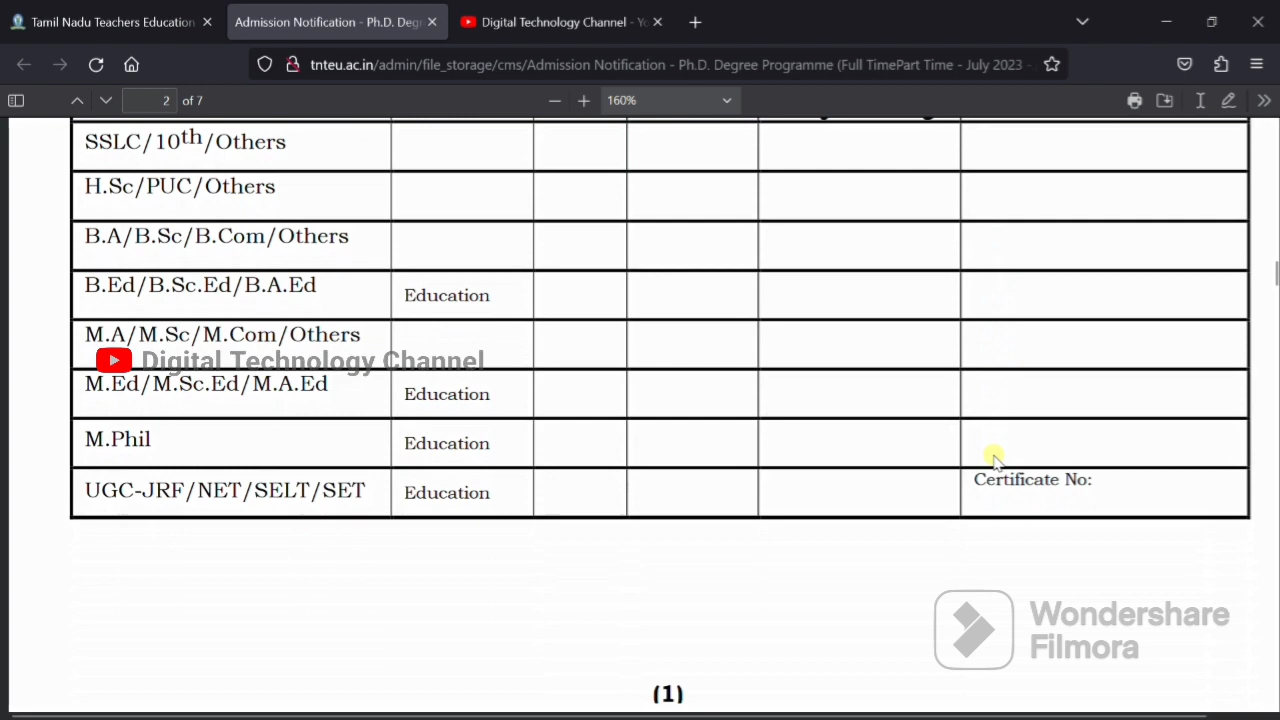 Tamil Nadu Teachers Education
Admission Notification - Ph.D. Deg
Digital Technology Channel - Yo
tnteu.ac.in/admin/file_storage/cms/Admission Notification - Ph.D. Degree Programme (Full TimePart Time - July 2023 -
2 of 7
160%
SSLC/10th/Others
H.Sc/PUC/Others
B.A/B.Sc/B.Com/Others
B.Ed/B.Sc.Ed/B.A.Ed Education
M.A/M.Sc/M.Com/Others
Digital Technology Channel
M.Ed/M.Sc.Ed/M.A.Ed Education
M.Phil Education
UGC-JRF/NET/SELT/SET Education Certificate No:
Wondershare
Filmora
(1)